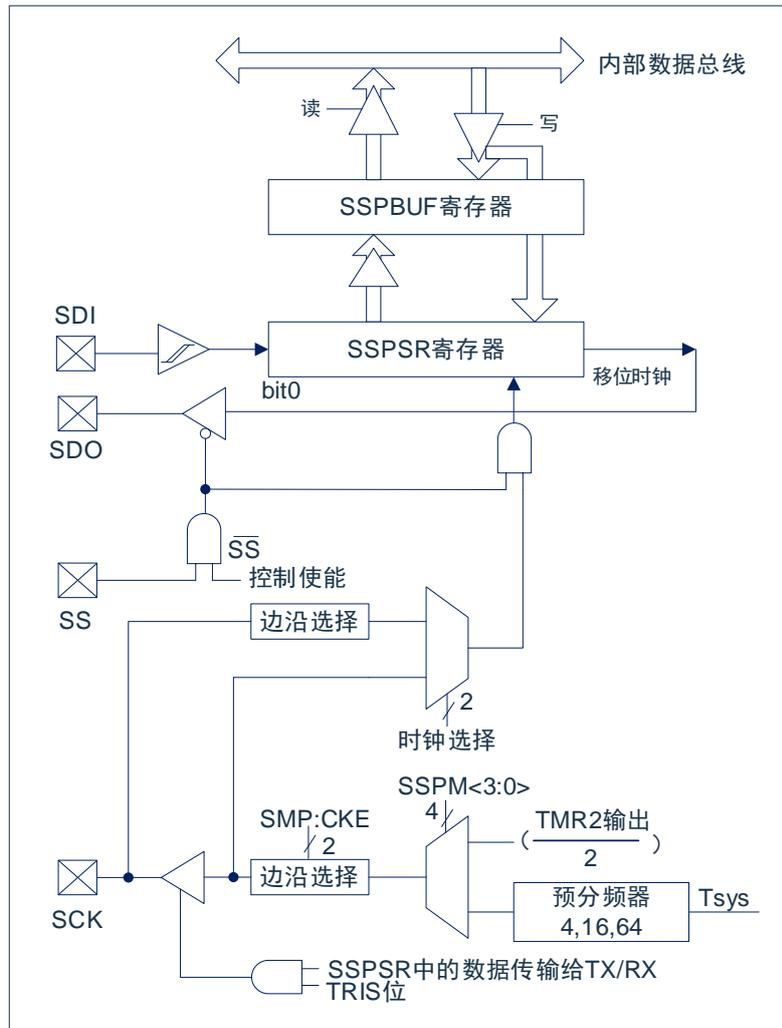 内部数据总线
读
写
SSPBUF寄存器
SDI
SSPSR寄存器
移位时钟
bit0
SDO
SS
控制使能
SS
边沿选择
2
时钟选择
SSPM<3:0>
4
SMP:CKE
2
(TMR2输出
2)
边沿选择
预分频器
4,16,64
Tsys
SCK
SSPSR中的数据传输给TX/RX
TRIS位